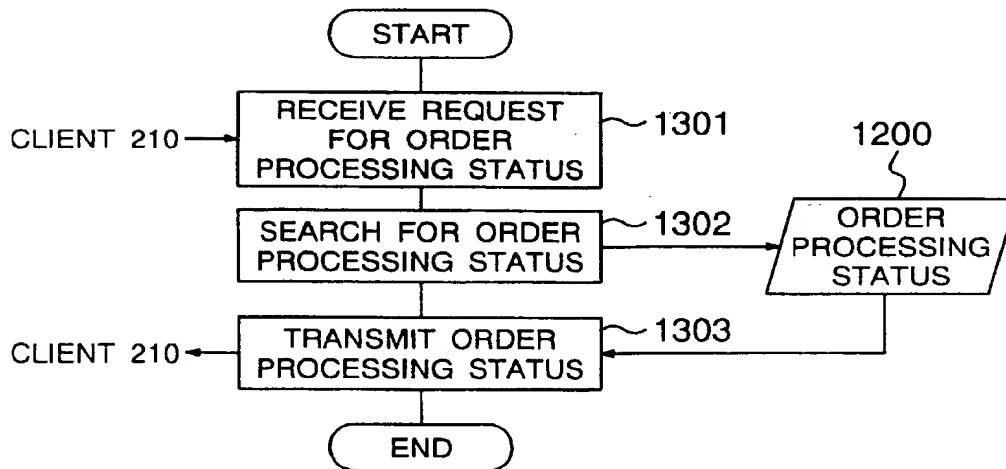 START
RECEIVE REQUEST
FOR ORDER
PROCESSING STATUS
1301
CLIENT 210
1200
SEARCH FOR ORDER
PROCESSING STATUS
1302
ORDER
PROCESSING
STATUS
TRANSMIT ORDER
PROCESSING STATUS
1303
CLIENT 210
END